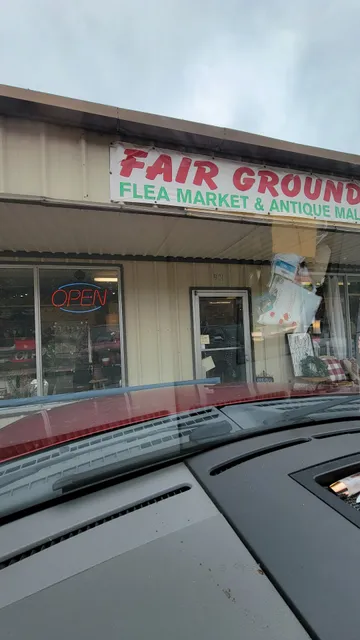 FAIR GROUND
FLEA MARKET & ANTIQUE MAL
OPEN